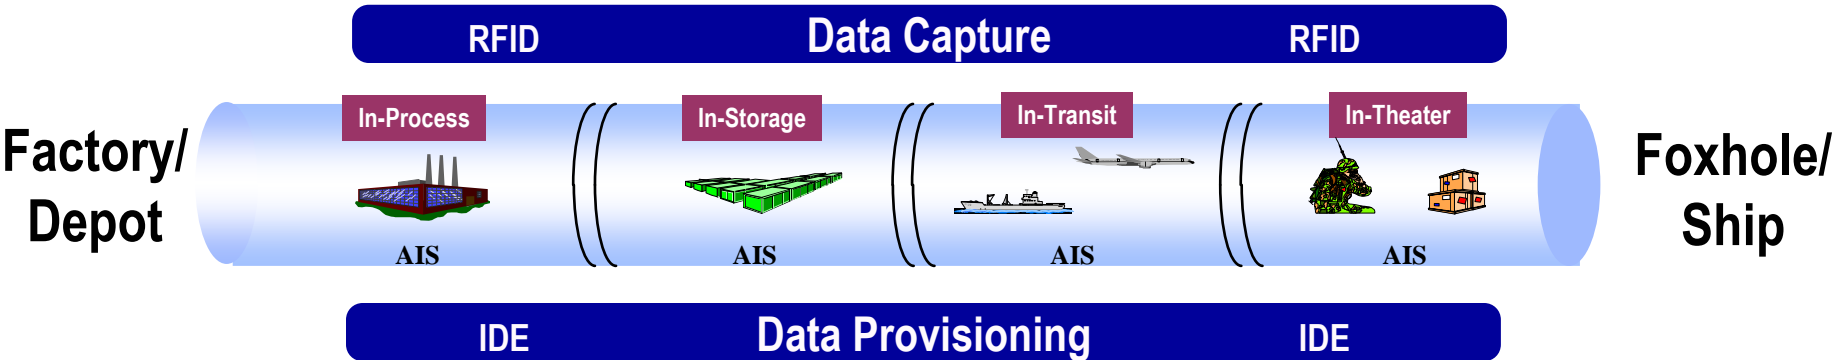 RFID Data Capture RFID
In-Process In-Storage In-Transit In-Theater
Factory/
Depot
Foxhole/
Ship
AIS AIS AIS AIS
IDE Data Provisioning IDE